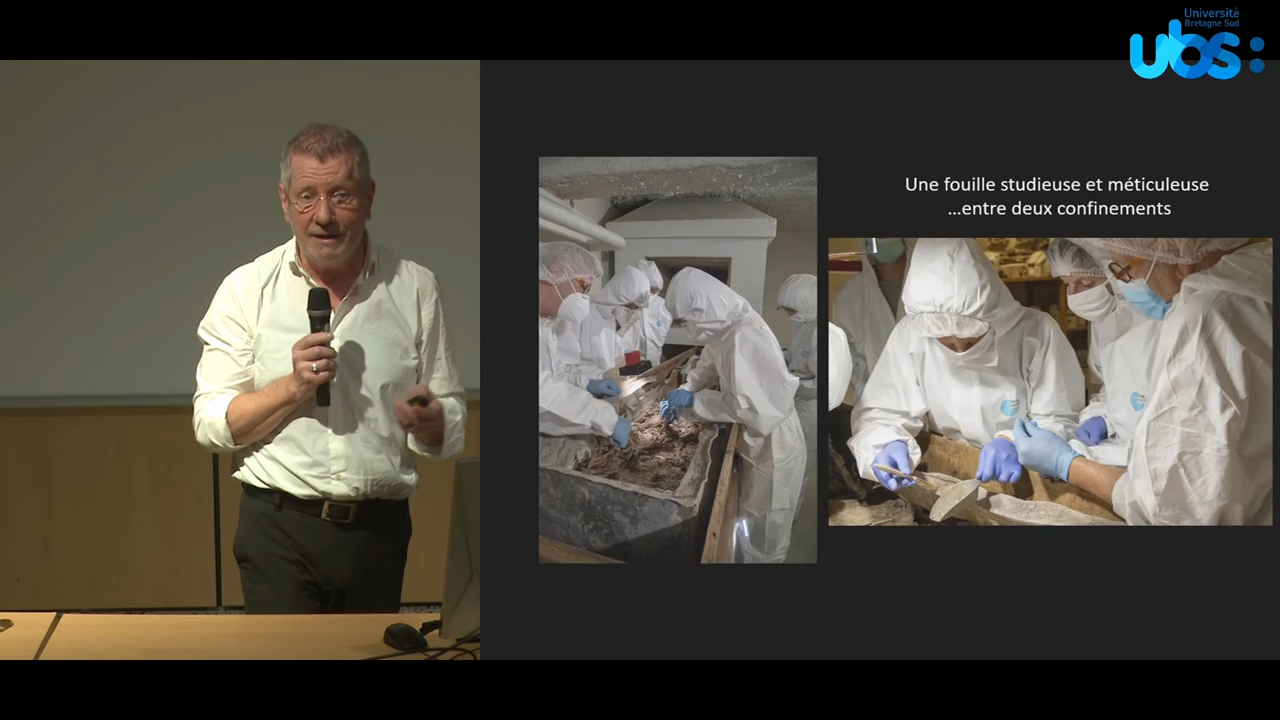 Université
Bretagne Sud
ubs:
Une fouille studieuse et méticuleuse
...entre deux confinements